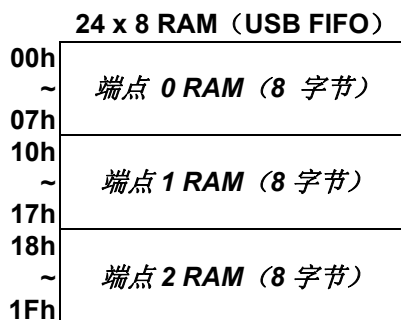 24 x 8 RAM（USB FIFO）
00h
~ 端点 0 RAM（8 字节）
07h
10h
~ 端点 1 RAM（8 字节）
17h
18h
~ 端点 2 RAM（8 字节）
1Fh